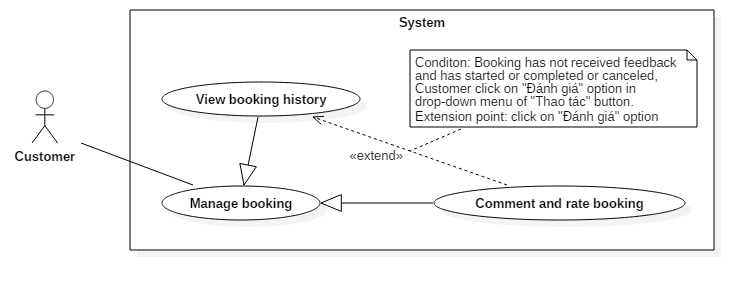 System
Conditon: Booking has not received feedback
and has started or completed or canceled,
Customer click on "Đánh giá" option in
drop-down menu of "Thao tác" button.
Extension point: click on "Đánh giá" option
View booking history
Customer
«extend»
Manage booking
Comment and rate booking